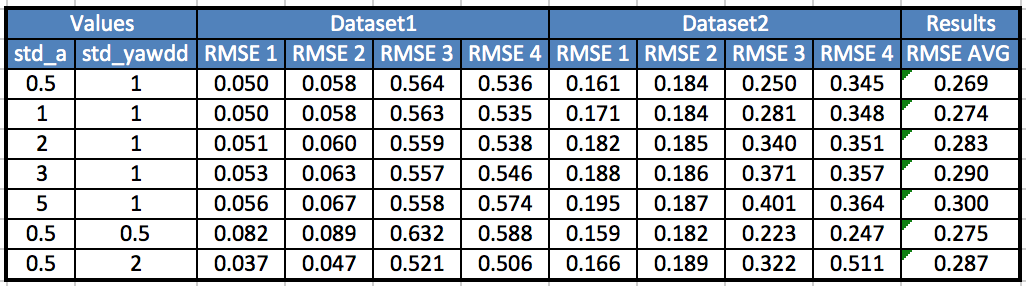 Values Dataset1 Dataset2 Results
std_a std_yawdd RMSE 1 RMSE 2 RMSE 3 RMSE 4 RMSE 1 RMSE 2 RMSE 3 RMSE 4 RMSE AVG
0.5 1 0.050 0.058 0.564 0.536 0.161 0.184 0.250 0.345 0.269
1 1 0.050 0.058 0.563 0.535 0.171 0.184 0.281 0.348 0.274
2 1 0.051 0.060 0.559 0.538 0.182 0.185 0.340 0.351 0.283
3 1 0.053 0.063 0.557 0.546 0.188 0.186 0.371 0.357 0.290
5 1 0.056 0.067 0.558 0.574 0.195 0.187 0.401 0.364 0.300
0.5 0.5 0.082 0.089 0.632 0.588 0.159 0.182 0.223 0.247 0.275
0.5 2 0.037 0.047 0.521 0.506 0.166 0.189 0.322 0.511 0.287